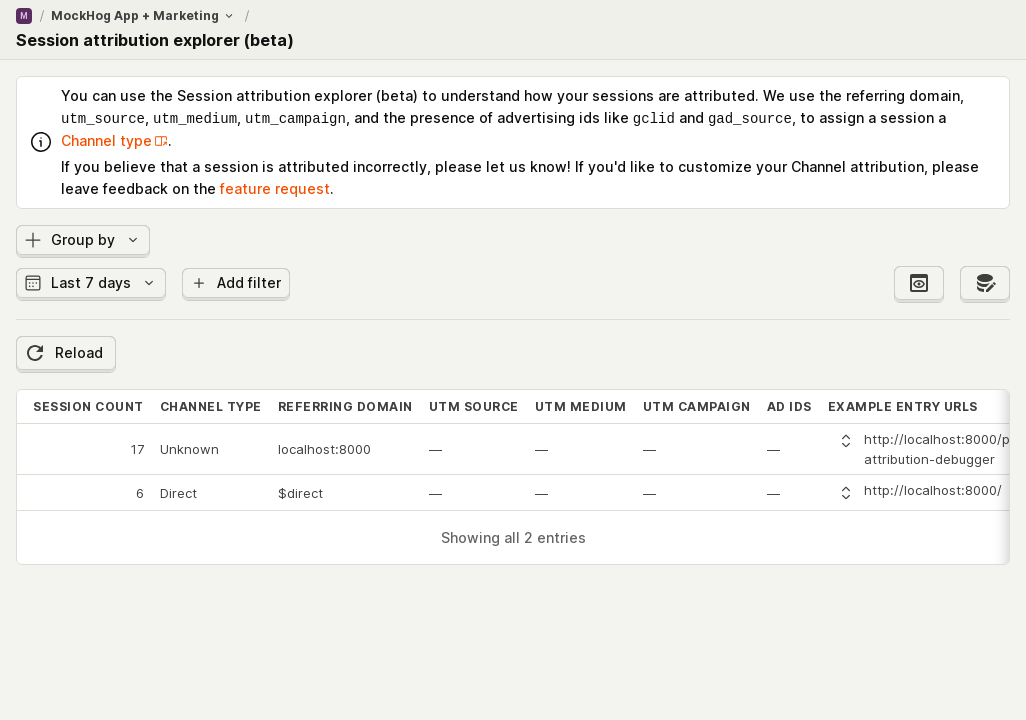 M / MockHog App + Marketing /
Session attribution explorer (beta)
You can use the Session attribution explorer (beta) to understand how your sessions are attributed. We use the referring domain,
utm_source, utm_medium, utm_campaign, and the presence of advertising ids like gclid and gad_source, to assign a session a
Channel type.
If you believe that a session is attributed incorrectly, please let us know! If you'd like to customize your Channel attribution, please
leave feedback on the feature request.
Group by
Last 7 days Add filter
Reload
SESSION COUNT CHANNEL TYPE REFERRING DOMAIN UTM SOURCE UTM MEDIUM UTM CAMPAIGN AD IDS EXAMPLE ENTRY URLS
17 Unknown localhost:8000 — — — — http://localhost:8000/p
attribution-debugger
6 Direct $direct — — — — http://localhost:8000/
Showing all 2 entries